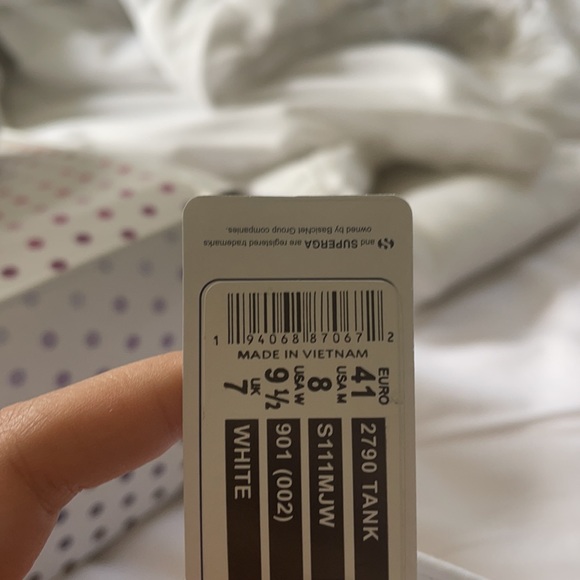 and SUPERGA are registered trademarks
owned by BasicNet Group companies.
1 94068 87067 2
MADE IN VIETNAM
EURO 41
USA M 8
USA W 9 ½
UK 7
2790 TANK
S111MJW
901 (002)
WHITE